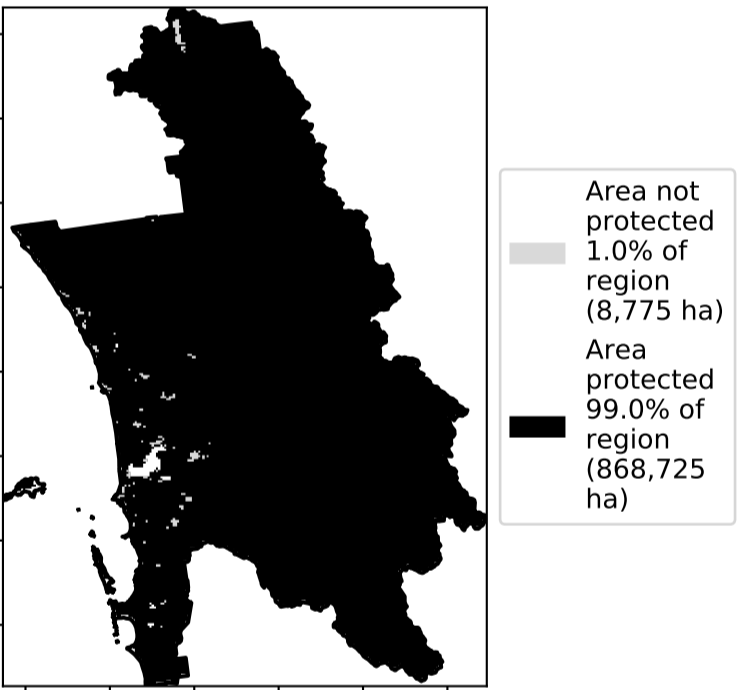 Area not
protected
1.0% of
region
(8,775 ha)
Area
protected
99.0% of
region
(868,725
ha)